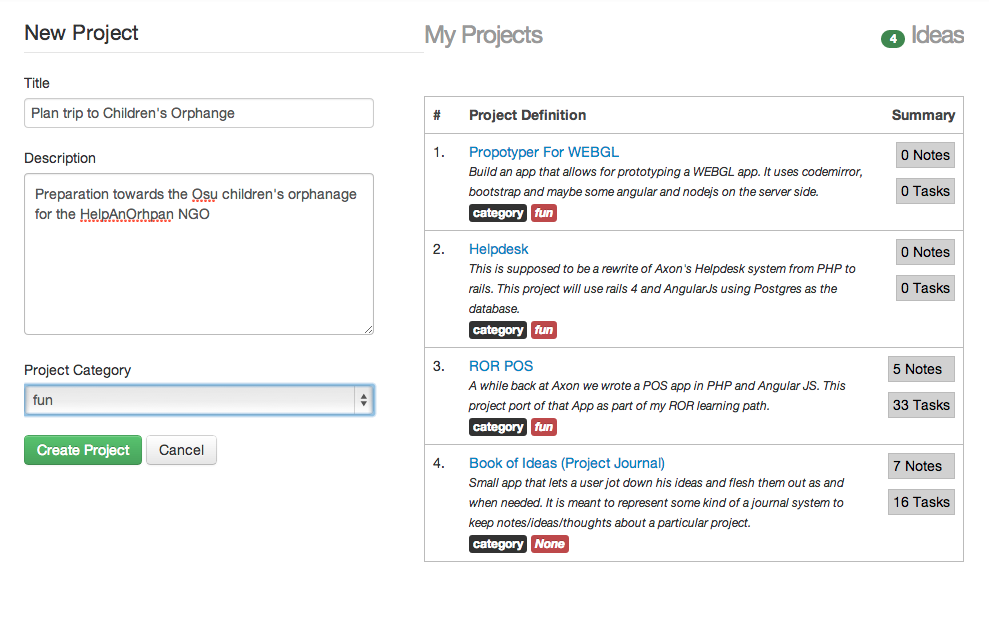 New Project
Title
Plan trip to Children's Orphange
Description
Preparation towards the Osu children's orphanage
for the HelpAnOrhpan NGO
Project Category
fun
Create Project Cancel
My Projects
4 Ideas
# Project Definition Summary
1. Propotyper For WEBGL
Build an app that allows for prototyping a WEBGL app. It uses codemirror,
bootstrap and maybe some angular and nodejs on the server side.
category fun
0 Notes
0 Tasks
2. Helpdesk
This is supposed to be a rewrite of Axon's Helpdesk system from PHP to
rails. This project will use rails 4 and AngularJs using Postgres as the
database.
category fun
0 Notes
0 Tasks
3. ROR POS
A while back at Axon we wrote a POS app in PHP and Angular JS. This
project port of that App as part of my ROR learning path.
category fun
5 Notes
33 Tasks
4. Book of Ideas (Project Journal)
Small app that lets a user jot down his ideas and flesh them out as and
when needed. It is meant to represent some kind of a journal system to
keep notes/ideas/thoughts about a particular project.
category None
7 Notes
16 Tasks